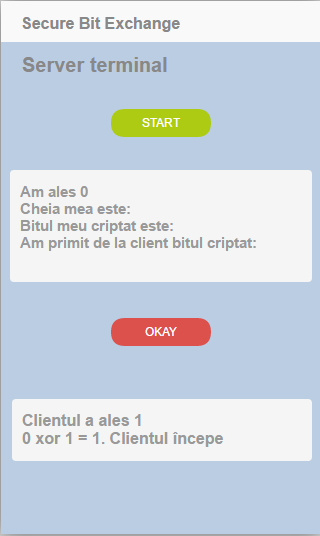 Secure Bit Exchange
Server terminal
START
Am ales 0
Cheia mea este:
Bitul meu criptat este:
Am primit de la client bitul criptat:
OKAY
Clientul a ales 1
0 xor 1 = 1. Clientul începe